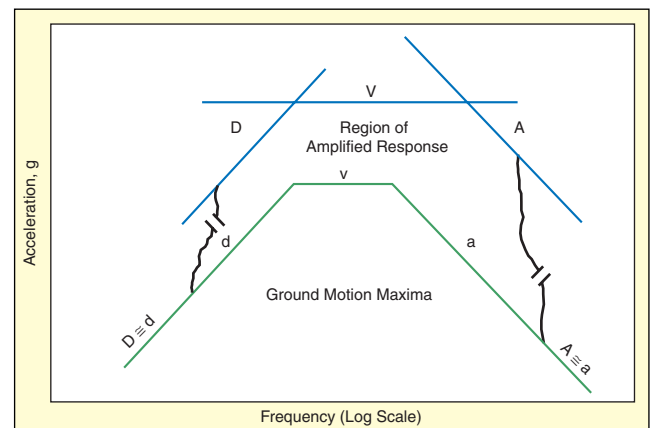 V
D
Region of
Amplified Response
A
v
d
a
Ground Motion Maxima
D ≅ d
A ≅ a
Acceleration, g
Frequency (Log Scale)